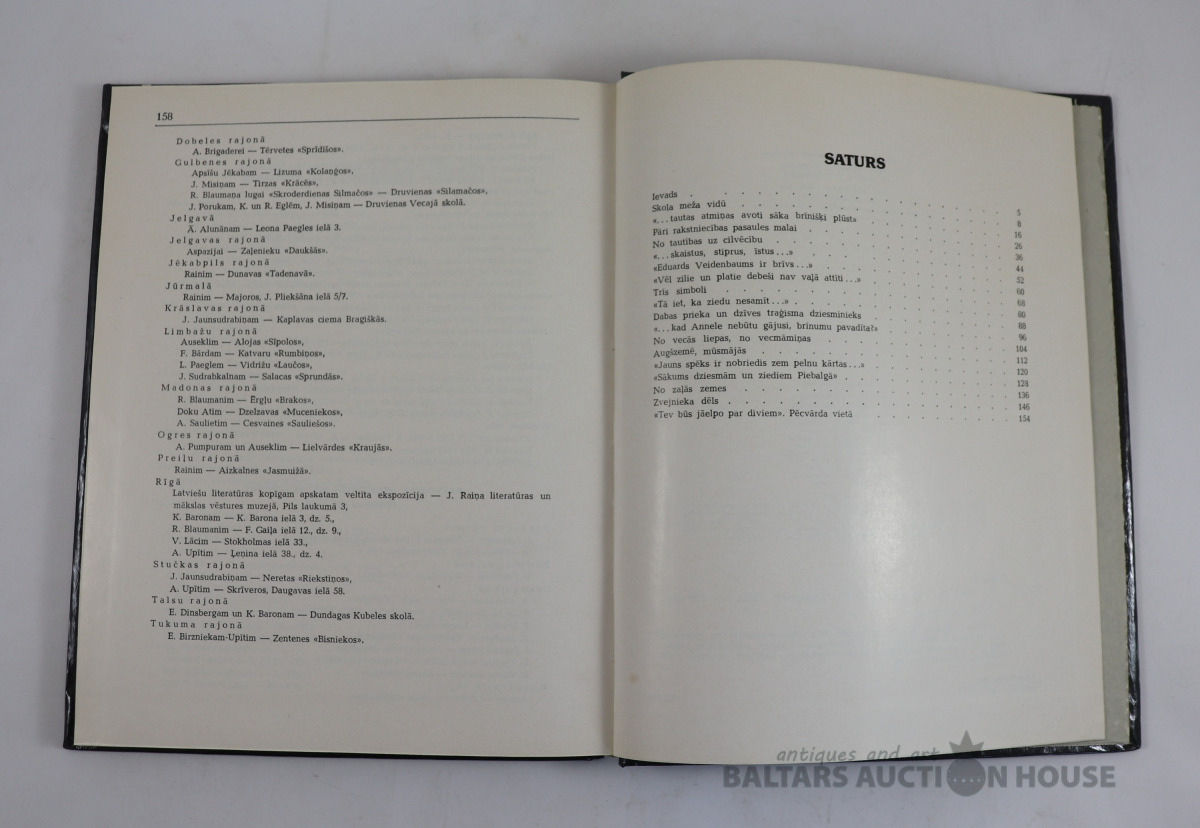 158
Dobeles rajonā
A. Brigaderei — Tērvetes «Sprīdīšos».
Gulbenes rajonā
Apsīšu Jēkabam — Lizuma «Kolangos».
J. Misiņam — Tirzas «Krācēs»,
R. Blaumaņa lugai «Skroderdienas Silmačos» — Druvienas «Silamačos»,
J. Porukam, K. un R. Eglēm, J. Misiņam — Druvienas Vecajā skolā.
Jelgavā
Ā. Alunānam — Leona Paegles ielā 3.
Jelgavas rajonā
Aspazijai — Zaļenieku «Daukšās».
Jēkabpils rajonā
Rainim — Dunavas «Tadenavā».
Jūrmalā
Rainim — Majoros, J. Pliekšāna ielā 5/7.
Krāslavas rajonā
J. Jaunsudrabiņam — Kaplavas ciema Bragiškās.
Limbažu rajonā
Auseklim — Alojas «Sīpolos»,
F. Bārdam — Katvaru «Rumbiņos»,
L. Paeglem — Vidrižu «Laučos»,
J. Sudrabkalnam — Salacas «Sprundās».
Madonas rajonā
R. Blaumanim — Ērgļu «Brakos»,
Doku Atim — Dzelzavas «Muceniekos»,
A. Saulietim — Cesvaines «Sauliešos».
Ogres rajonā
A. Pumpuram un Auseklim — Lielvārdes «Kraujās».
Preiļu rajonā
Rainim — Aizkalnes «Jasmuižā».
Rīgā
Latviešu literatūras kopīgam apskatam veltīta ekspozīcija — J. Raiņa literatūras un
mākslas vēstures muzejā, Pils laukumā 3,
K. Baronam — K. Barona ielā 3, dz. 5.,
R. Blaumanim — F. Gaiļa ielā 12., dz. 9.,
V. Lācim — Stokholmas ielā 33.,
A. Upītim — Ļeņina ielā 38., dz. 4.
Stučkas rajonā
J. Jaunsudrabiņam — Neretas «Riekstiņos»,
A. Upītim — Skrīveros, Daugavas ielā 58.
Talsu rajonā
E. Dinsbergam un K. Baronam — Dundagas Kubeles skolā.
Tukuma rajonā
E. Birzniekam-Upītim — Zentenes «Bisniekos».
SATURS
Ievads . . . . . 5
Skola meža vidū . . . . . 8
«...tautas atmiņas avoti sāka brīnišķi plūst» . . . . . 16
Pāri rakstniecības pasaules malai . . . . . 26
No tautības uz cilvēcību . . . . . 36
«...skaistus, stiprus, īstus...» . . . . . 44
«Eduards Veidenbaums ir brīvs...» . . . . . 52
«Vēl zilie un platie debeši nav vaļā attīti...» . . . . . 60
Trīs simboli . . . . . 68
«Tā iet, ka ziedu nesamīt...» . . . . . 80
Dabas prieka un dzīves traģisma dziesminieks . . . . . 88
«...kad Annele nebūtu gājusi, brīnumu pavadīta?» . . . . . 96
No vecās liepas, no vecmāmiņas . . . . . 104
Augšzemē, mūsmājās . . . . . 112
«Jauns spēks ir nobriedis zem pelnu kārtas...» . . . . . 120
«Sākums dziesmām un ziediem Piebalgā» . . . . . 128
No zaļās zemes . . . . . 136
Zvejnieka dēls . . . . . 146
«Tev būs jāelpo par diviem». Pēcvārda vietā . . . . . 154
antiques and art
BALTARS AUCTION HOUSE